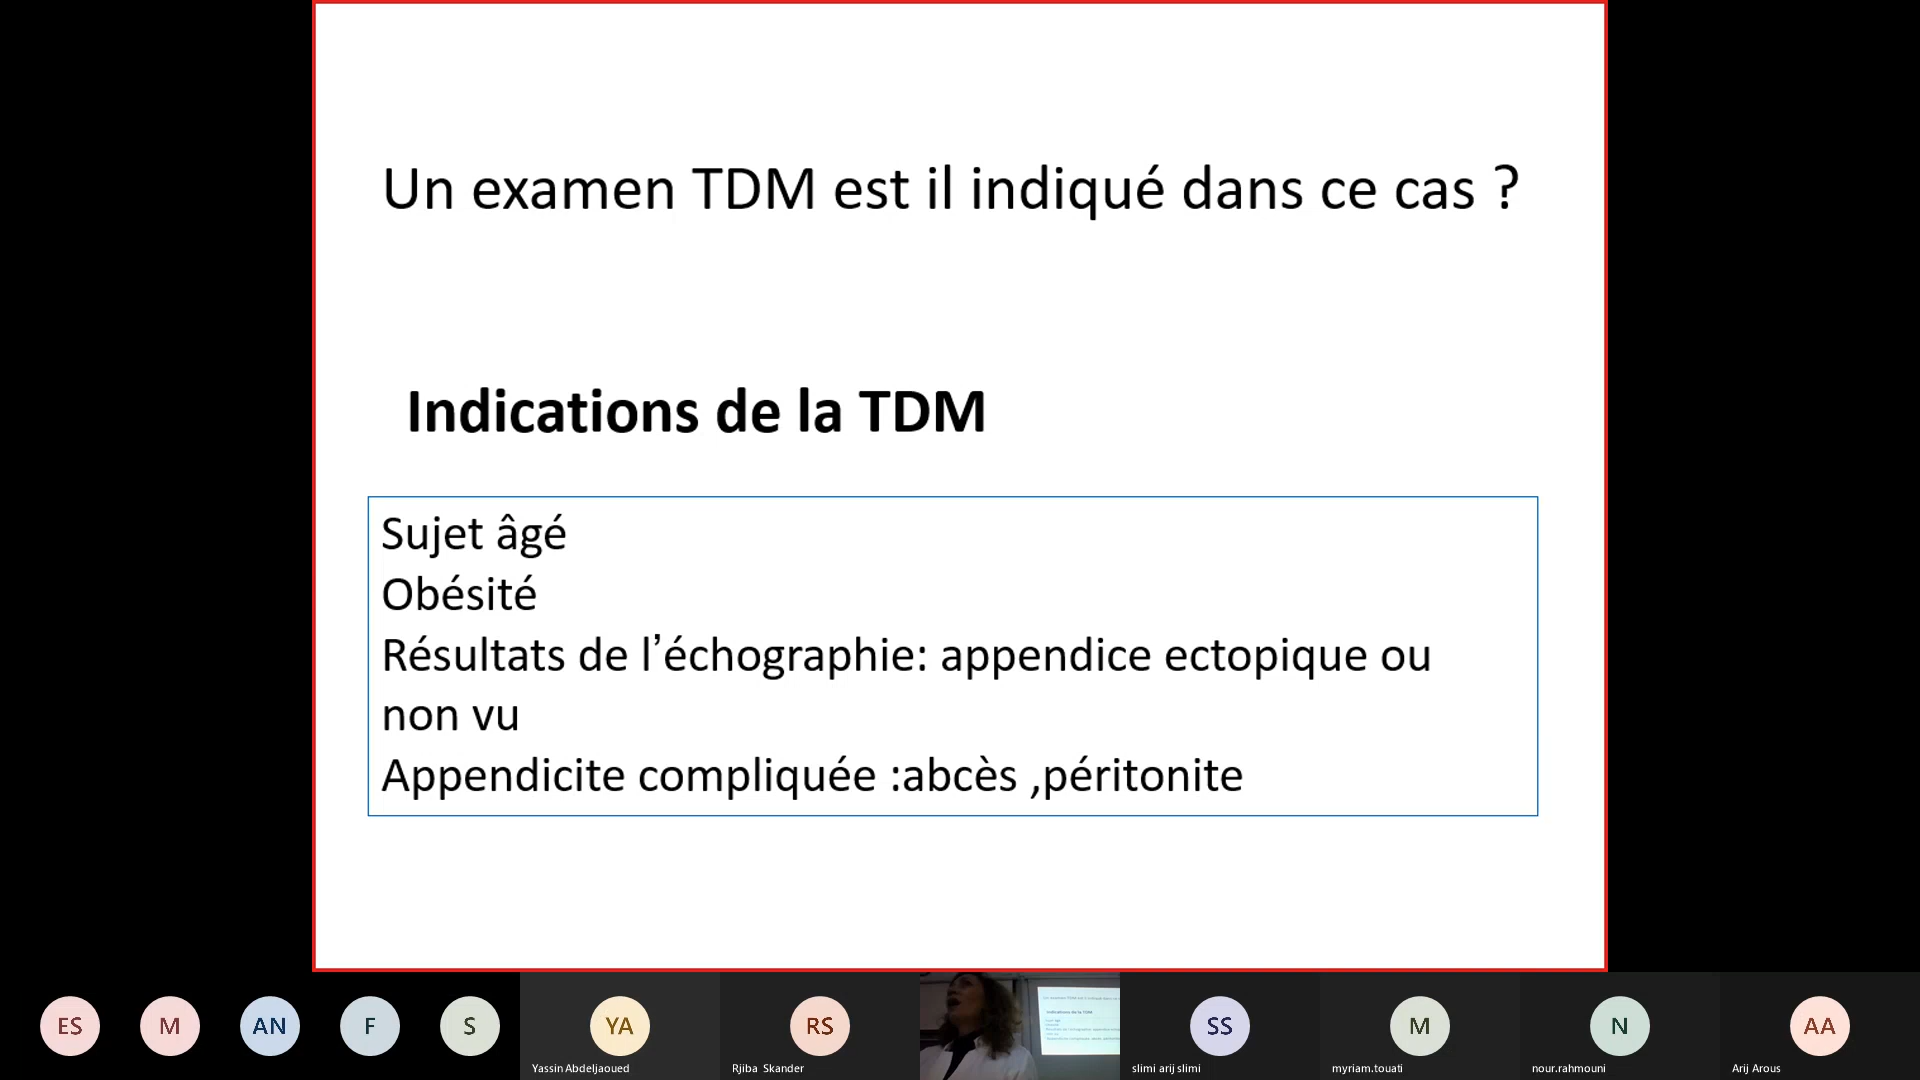 Un examen TDM est il indiqué dans ce cas ?
Indications de la TDM
Sujet âgé
Obésité
Résultats de l’échographie: appendice ectopique ou
non vu
Appendicite compliquée :abcès ,péritonite
ES
M
AN
F
S
YA
RS
SS
M
N
AA
Yassin Abdeljaoued
Rjiba Skander
slimi arij slimi
myriam.touati
nour.rahmouni
Arij Arous